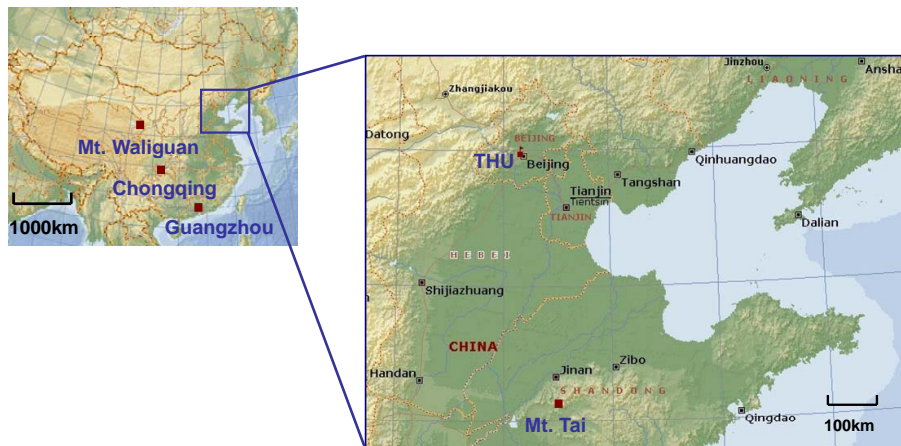 Mt. Waliguan
Chongqing
1000km
Guangzhou
Jinzhou
LIAONING
Ansha
Zhangjiakou
Datong
BEIJING
THU
Beijing
Qinhuangdao
Tangshan
Tianjin
Tientsin
TIANJIN
Dalian
HEBEI
Shijiazhuang
CHINA
Zibo
Handan
Jinan
SHANDONG
Mt. Tai
Qingdao
100km